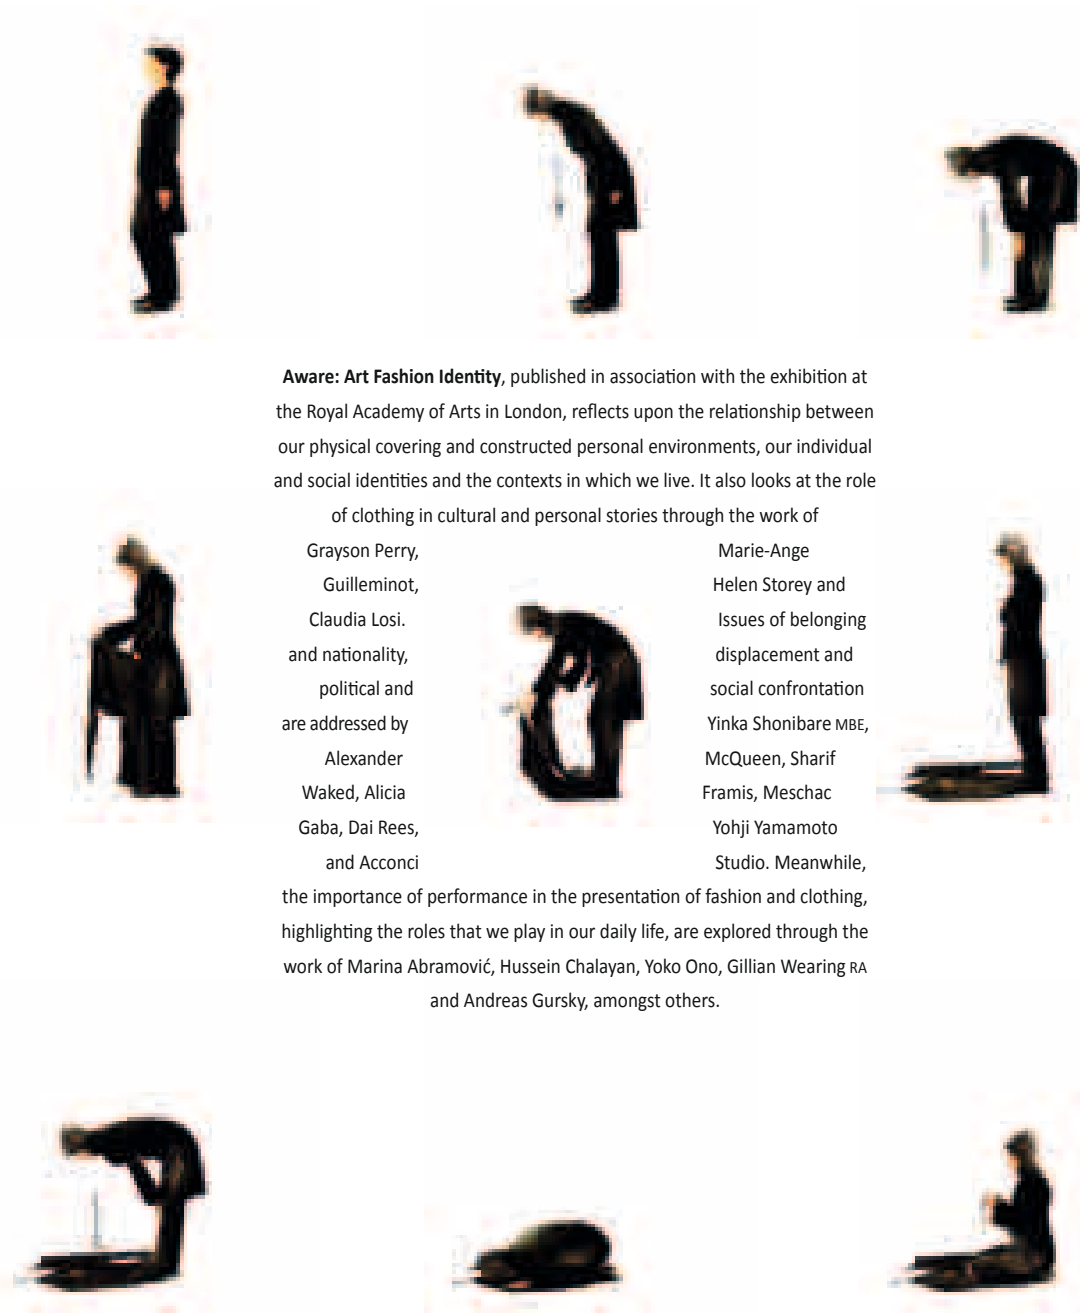 Aware: Art Fashion Identity, published in association with the exhibition at
the Royal Academy of Arts in London, reflects upon the relationship between
our physical covering and constructed personal environments, our individual
and social identities and the contexts in which we live. It also looks at the role
of clothing in cultural and personal stories through the work of
Grayson Perry, Marie-Ange
Guilleminot, Helen Storey and
Claudia Losi. Issues of belonging
and nationality, displacement and
political and social confrontation
are addressed by Yinka Shonibare MBE,
Alexander McQueen, Sharif
Waked, Alicia Framis, Meschac
Gaba, Dai Rees, Yohji Yamamoto
and Acconci Studio. Meanwhile,
the importance of performance in the presentation of fashion and clothing,
highlighting the roles that we play in our daily life, are explored through the
work of Marina Abramović, Hussein Chalayan, Yoko Ono, Gillian Wearing RA
and Andreas Gursky, amongst others.